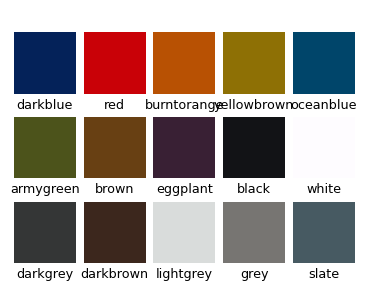 darkblue red burntorange yellowbrown oceanblue
armygreen brown eggplant black white
darkgrey darkbrown lightgrey grey slate